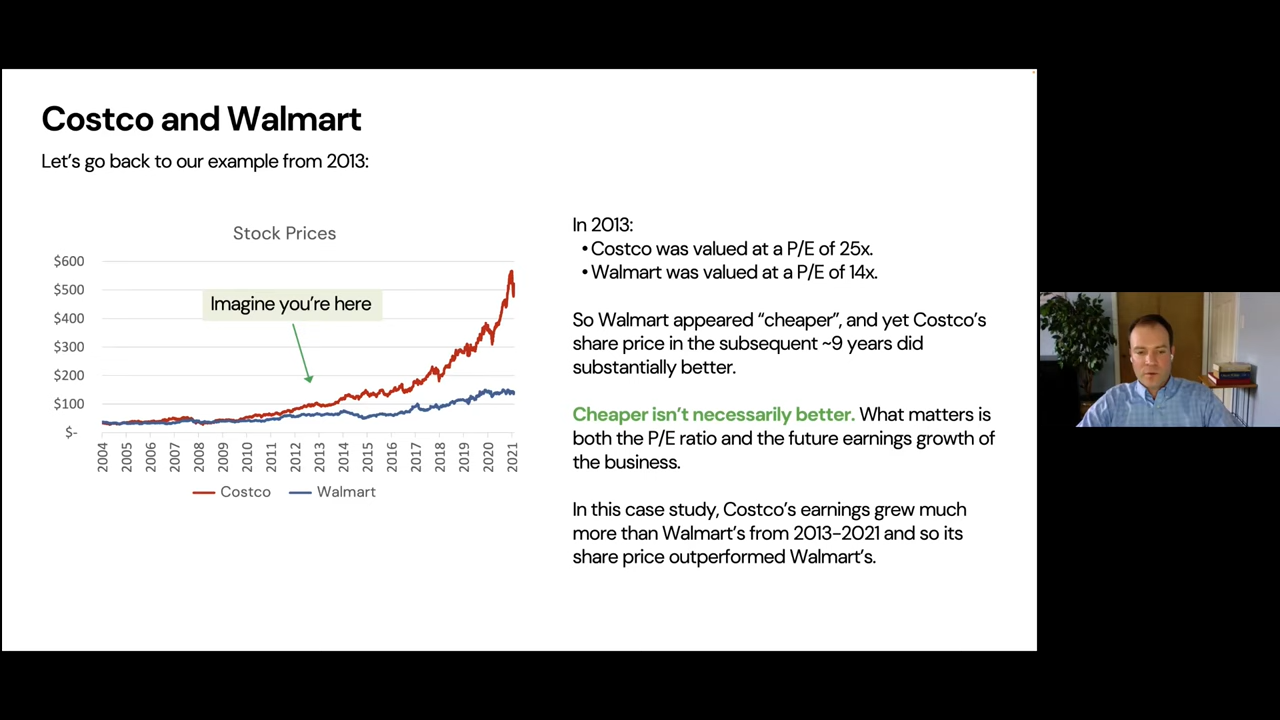 Costco and Walmart
Let's go back to our example from 2013:
Stock Prices
$600
$500
$400
$300
$200
$100
$-
Imagine you're here
2004
2005
2006
2007
2008
2009
2010
2011
2012
2013
2014
2015
2016
2017
2018
2019
2020
2021
Costco
Walmart
In 2013:
• Costco was valued at a P/E of 25x.
• Walmart was valued at a P/E of 14x.
So Walmart appeared “cheaper”, and yet Costco’s
share price in the subsequent ~9 years did
substantially better.
Cheaper isn’t necessarily better. What matters is
both the P/E ratio and the future earnings growth of
the business.
In this case study, Costco’s earnings grew much
more than Walmart’s from 2013-2021 and so its
share price outperformed Walmart’s.